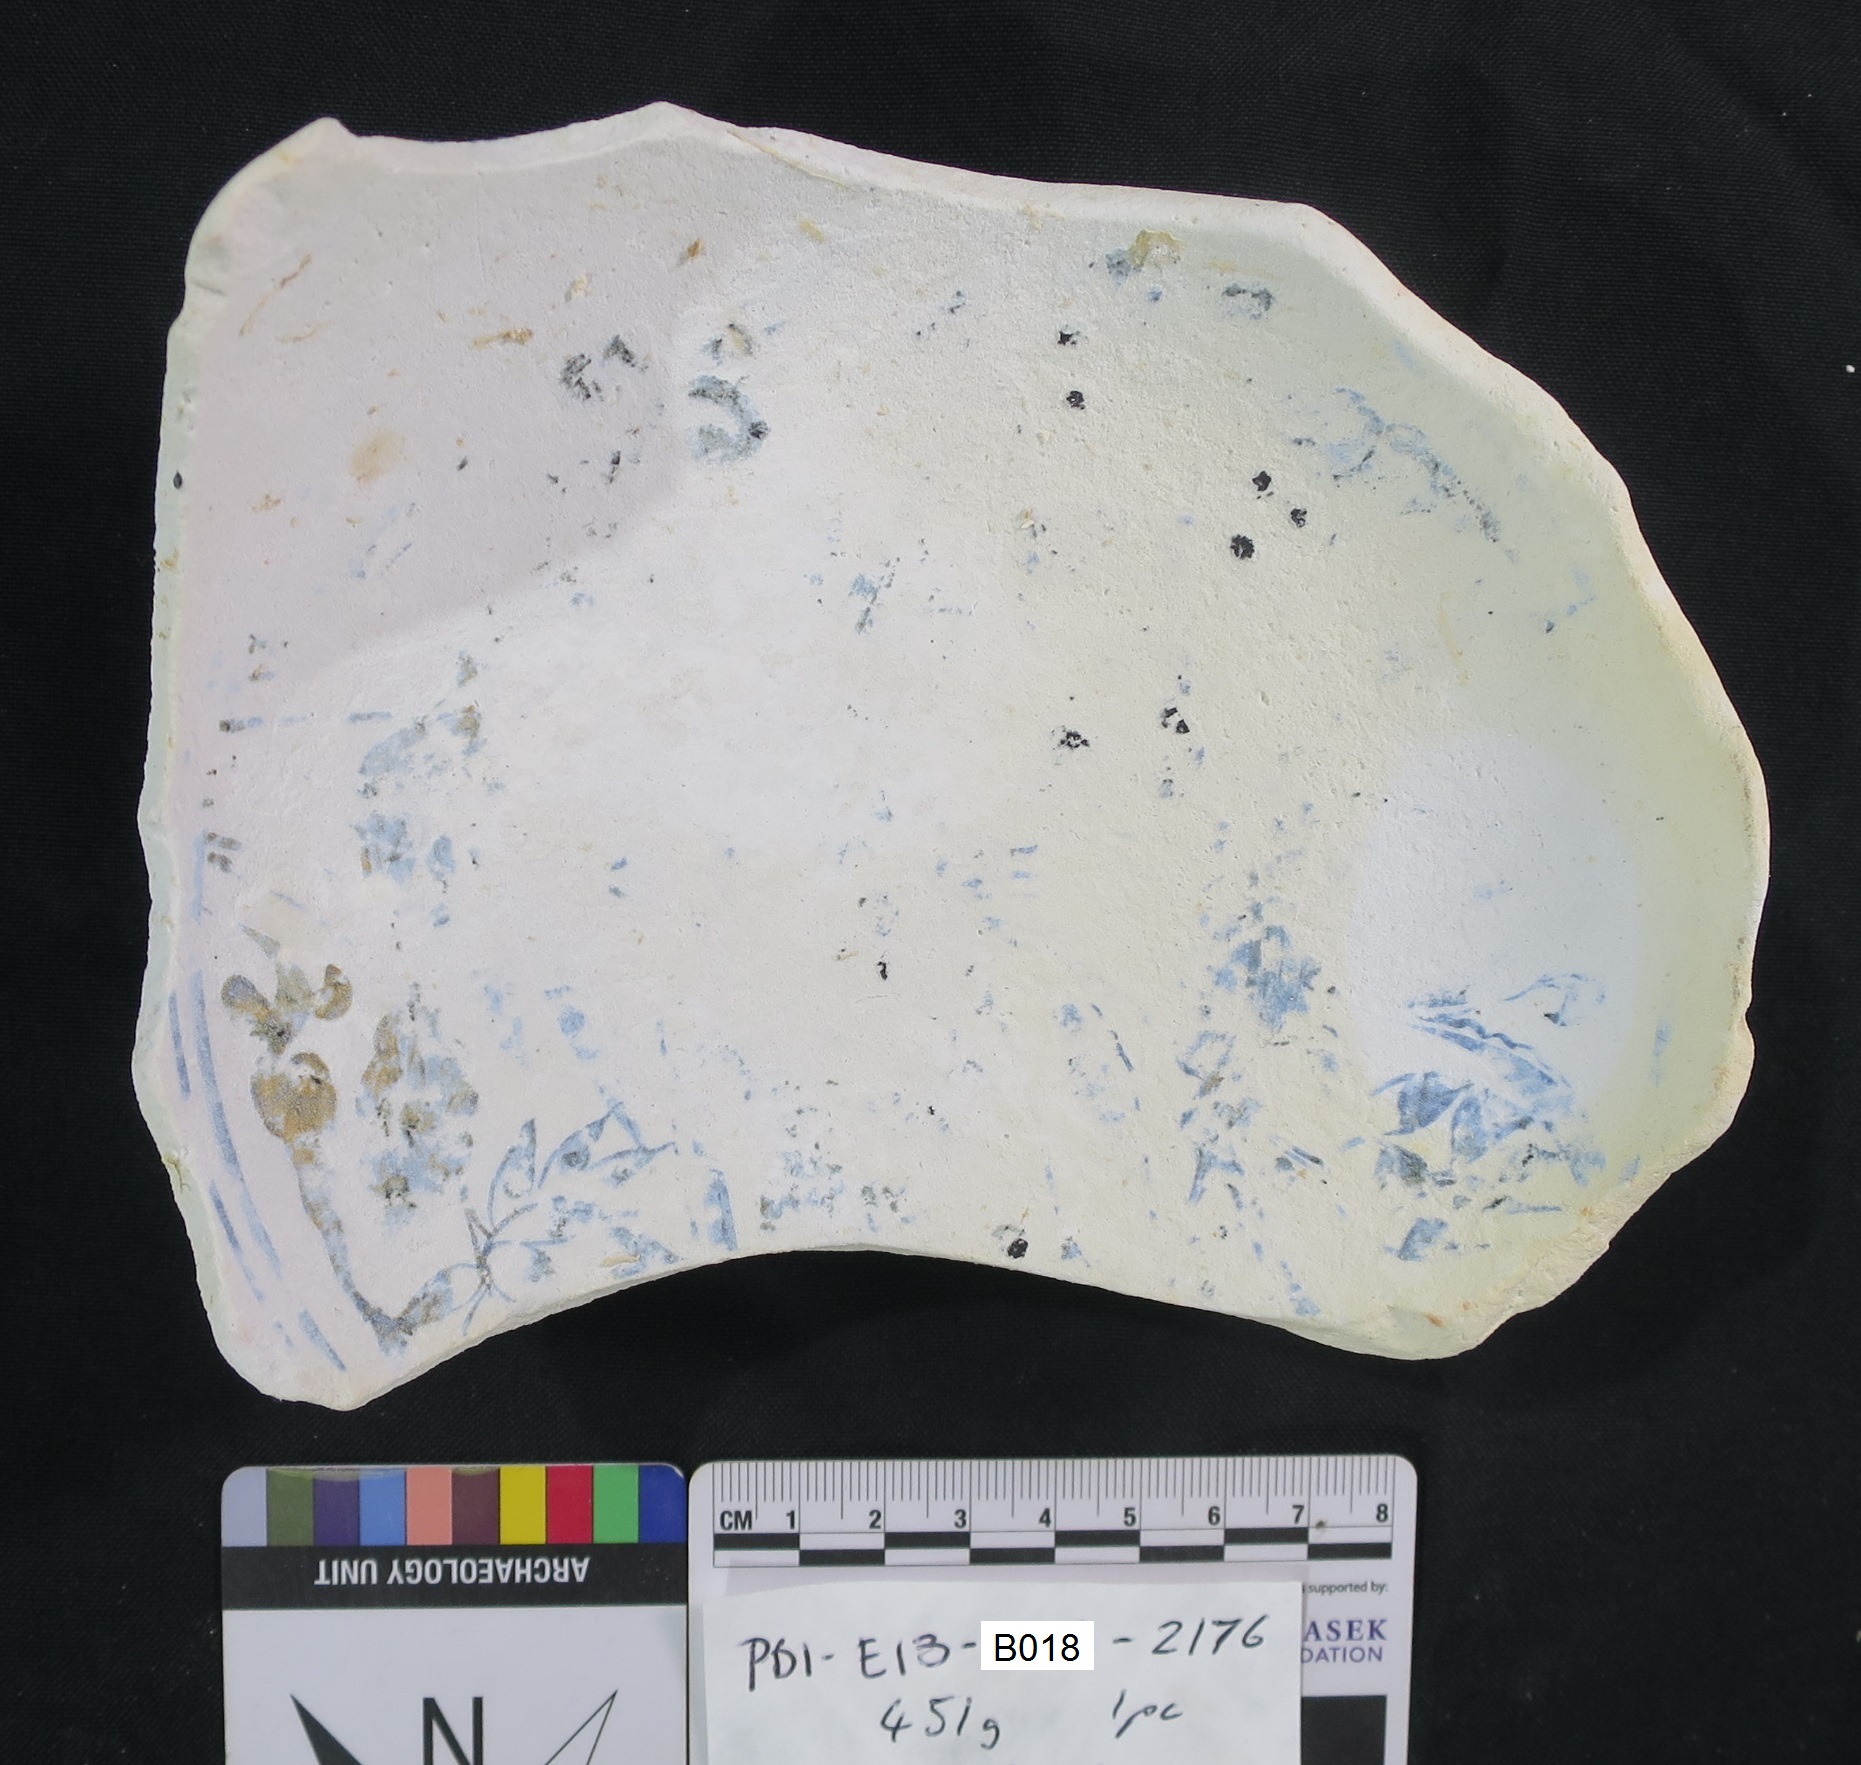 ARCHAEOLOGY UNIT
N
CM 1 2 3 4 5 6 7 8
supported by:
ASEK
DATION
PB1- E13- B018 - 2176
451g 1pc